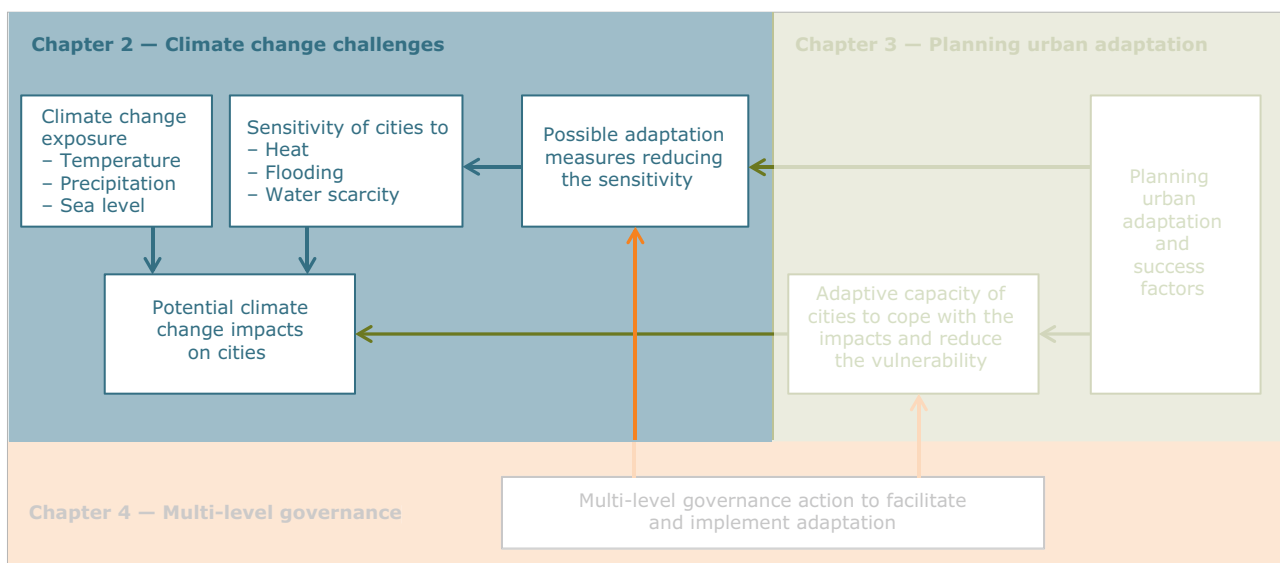 Chapter 2 — Climate change challenges
Chapter 3 — Planning urban adaptation
Climate change
exposure
– Temperature
– Precipitation
– Sea level
Sensitivity of cities to
– Heat
– Flooding
– Water scarcity
Possible adaptation
measures reducing
the sensitivity
Planning
urban
adaptation
and
success
factors
Potential climate
change impacts
on cities
Adaptive capacity of
cities to cope with the
impacts and reduce
the vulnerability
Chapter 4 — Multi-level governance
Multi-level governance action to facilitate
and implement adaptation